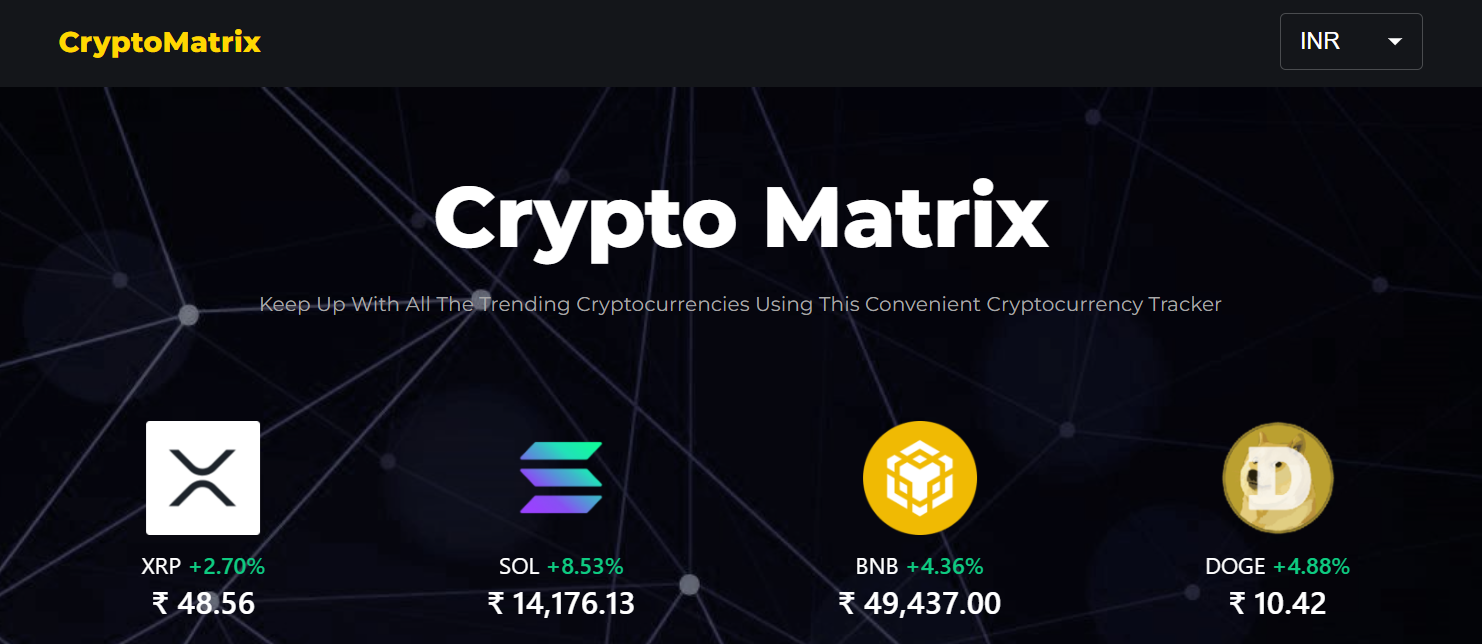 CryptoMatrix
INR
Crypto Matrix
Keep Up With All The Trending Cryptocurrencies Using This Convenient Cryptocurrency Tracker
XRP +2.70%
₹ 48.56
SOL +8.53%
₹ 14,176.13
BNB +4.36%
₹ 49,437.00
DOGE +4.88%
₹ 10.42